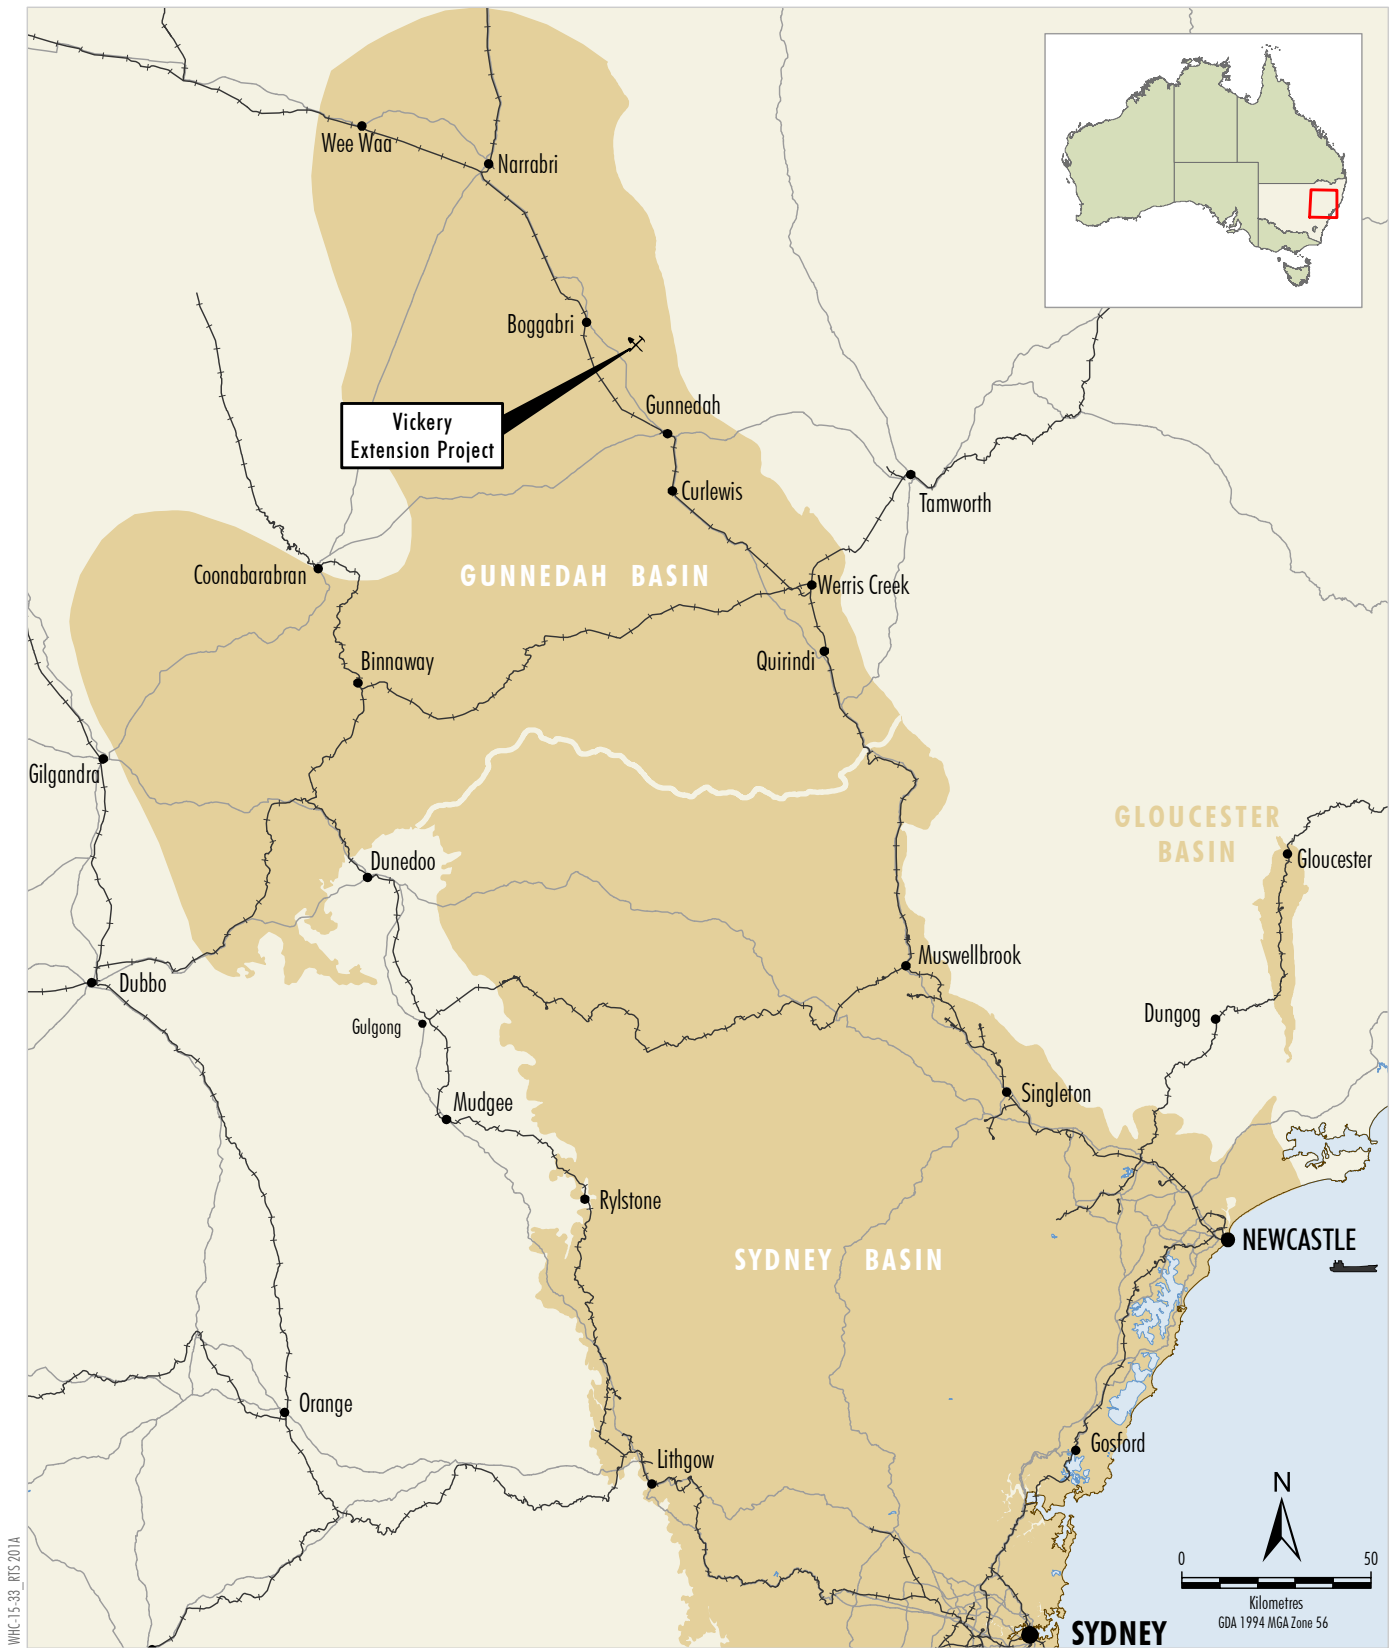 Wee Waa
Narrabri
Boggabri
Vickery
Extension Project
Gunnedah
Curlewis
Tamworth
Coonabarabran
GUNNEDAH BASIN
Werris Creek
Binnaway
Quirindi
Gilgandra
GLOUCESTER
BASIN
Gloucester
Dunedoo
Muswellbrook
Dubbo
Gulgong
Dungog
Mudgee
Singleton
Rylstone
NEWCASTLE
SYDNEY BASIN
Orange
Gosford
Lithgow
N
0 50
Kilometres
GDA 1994 MGA Zone 56
SYDNEY
WHC-15-33_RTS 201A